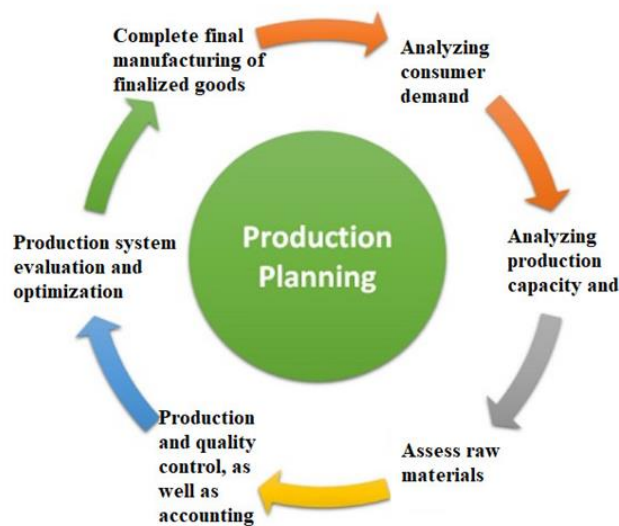 Complete final
manufacturing of
finalized goods
Analyzing
consumer
demand
Analyzing
production
capacity and
Assess raw
materials
Production
and quality
control, as
well as
accounting
Production system
evaluation and
optimization
Production
Planning